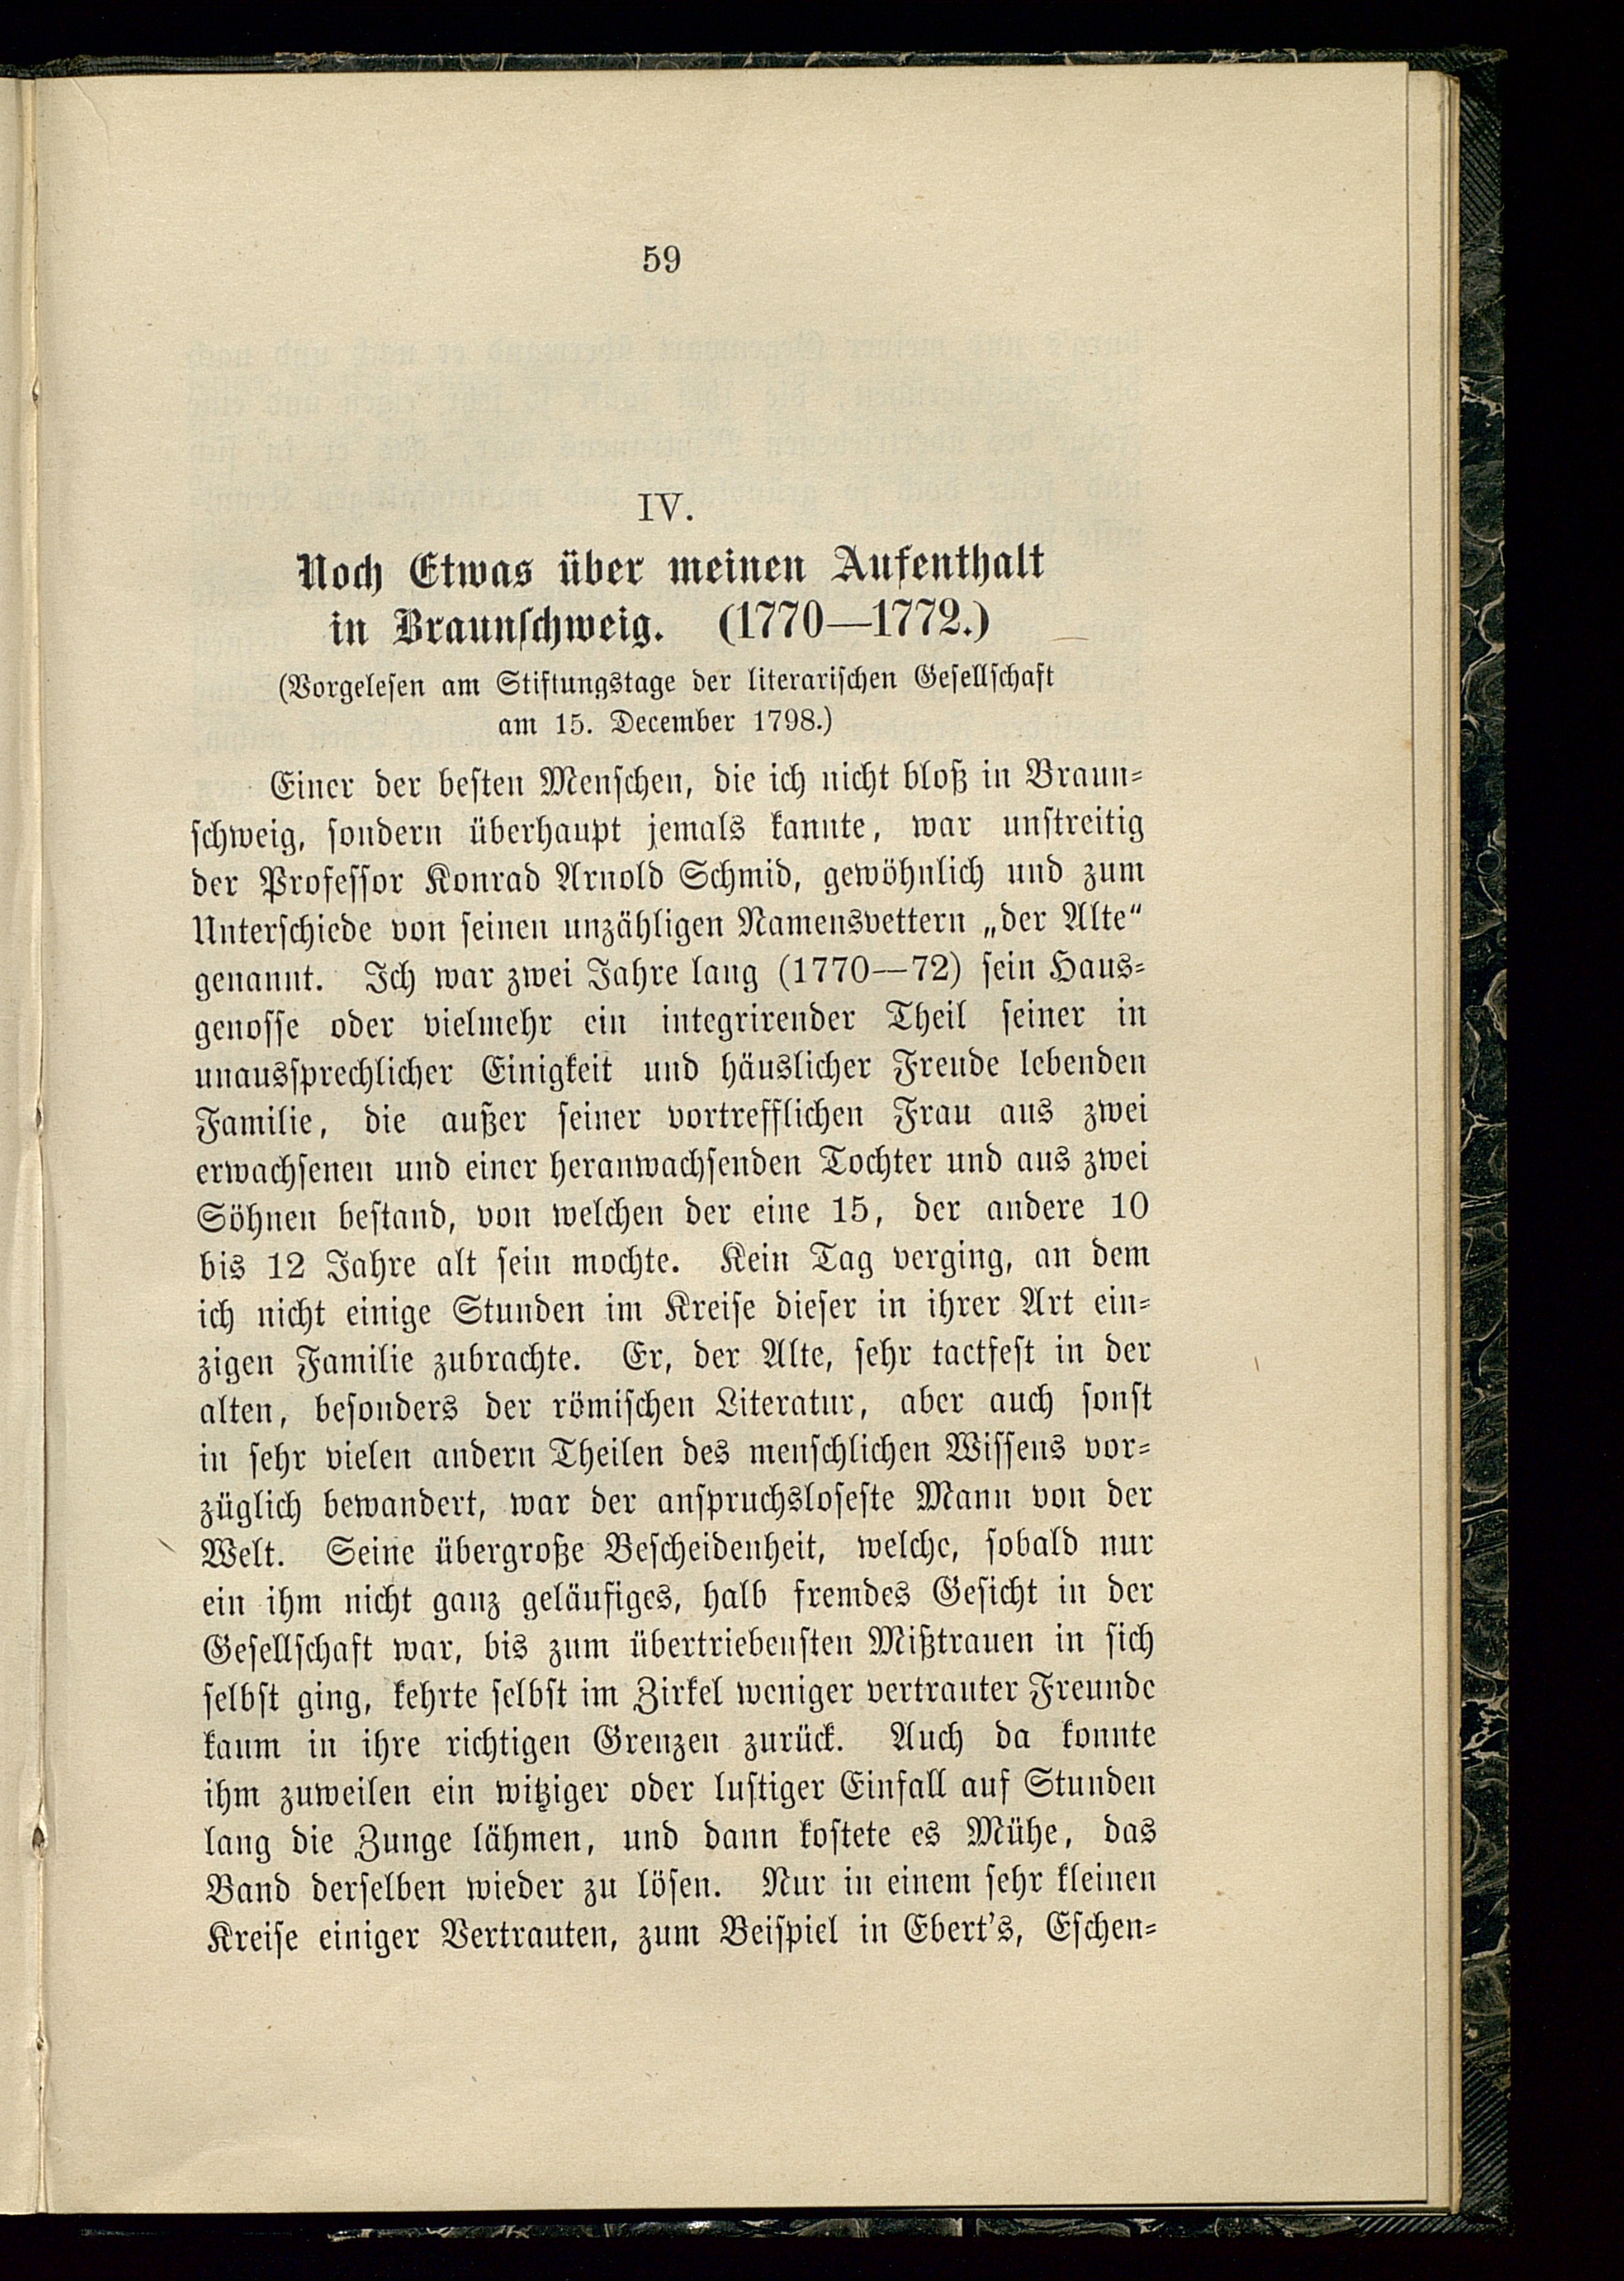 59
IV.
Noch Etwas über meinen Aufenthalt
in Braunschweig. (1770—1772.)
(Vorgelesen am Stiftungstage der literarischen Gesellschaft
am 15. December 1798.)
Einer der besten Menschen, die ich nicht bloß in Braun-
schweig, sondern überhaupt jemals kannte, war unstreitig
der Professor Konrad Arnold Schmid, gewöhnlich und zum
Unterschiede von seinen unzähligen Namensvettern „der Alte“
genannt. Ich war zwei Jahre lang (1770—72) sein Haus-
genosse oder vielmehr ein integrirender Theil seiner in
unaussprechlicher Einigkeit und häuslicher Freude lebenden
Familie, die außer seiner vortrefflichen Frau aus zwei
erwachsenen und einer heranwachsenden Tochter und aus zwei
Söhnen bestand, von welchen der eine 15, der andere 10
bis 12 Jahre alt sein mochte. Kein Tag verging, an dem
ich nicht einige Stunden im Kreise dieser in ihrer Art ein-
zigen Familie zubrachte. Er, der Alte, sehr tactfest in der
alten, besonders der römischen Literatur, aber auch sonst
in sehr vielen andern Theilen des menschlichen Wissens vor-
züglich bewandert, war der anspruchsloseste Mann von der
Welt. Seine übergroße Bescheidenheit, welche, sobald nur
ein ihm nicht ganz geläufiges, halb fremdes Gesicht in der
Gesellschaft war, bis zum übertriebensten Mißtrauen in sich
selbst ging, kehrte selbst im Zirkel weniger vertrauter Freunde
kaum in ihre richtigen Grenzen zurück. Auch da konnte
ihm zuweilen ein witziger oder lustiger Einfall auf Stunden
lang die Zunge lähmen, und dann kostete es Mühe, das
Band derselben wieder zu lösen. Nur in einem sehr kleinen
Kreise einiger Vertrauten, zum Beispiel in Ebert's, Eschen-